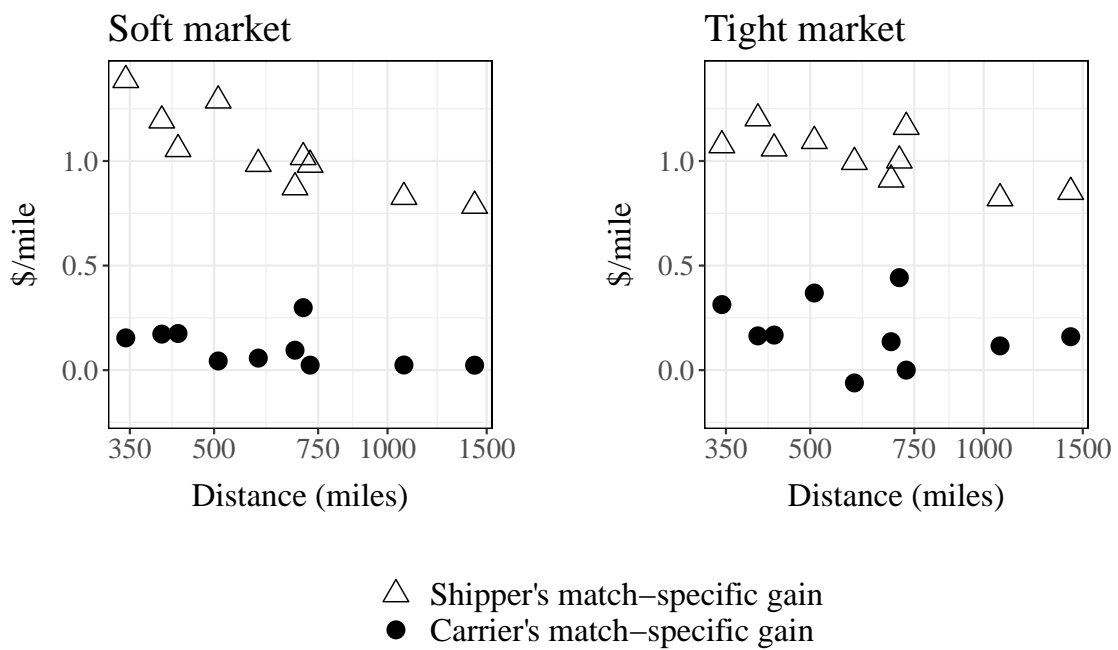 Soft market
Tight market
$/mile
1.0
0.5
0.0
350 500 750 1000 1500
Distance (miles)
$/mile
1.0
0.5
0.0
350 500 750 1000 1500
Distance (miles)
Shipper's match−specific gain
Carrier's match−specific gain